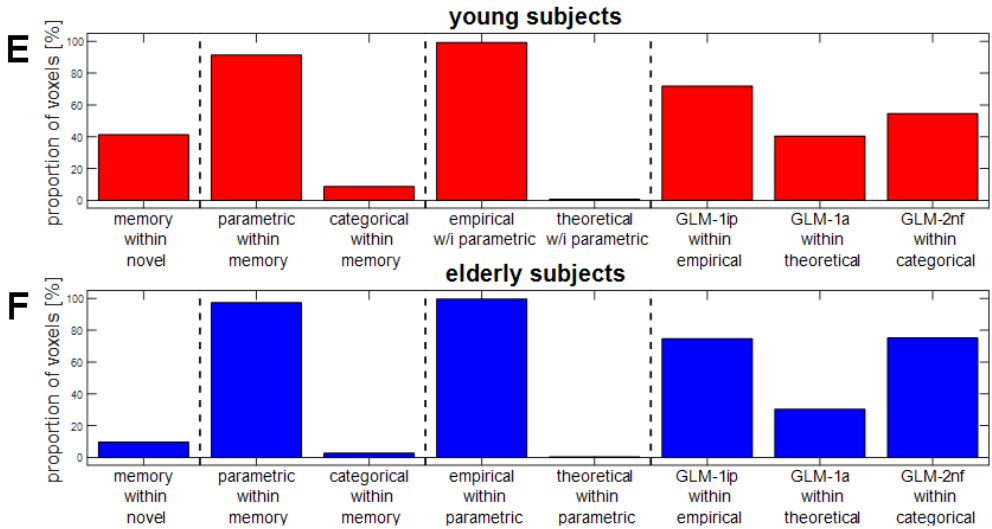 young subjects
E
proportion of voxels [%]
100
80
60
40
20
0
memory within novel
parametric within memory
categorical within memory
empirical w/i parametric
theoretical w/i parametric
GLM-1ip within empirical
GLM-1a within theoretical
GLM-2nf within categorical
elderly subjects
F
proportion of voxels [%]
100
80
60
40
20
0
memory within novel
parametric within memory
categorical within memory
empirical within parametric
theoretical within parametric
GLM-1ip within empirical
GLM-1a within theoretical
GLM-2nf within categorical